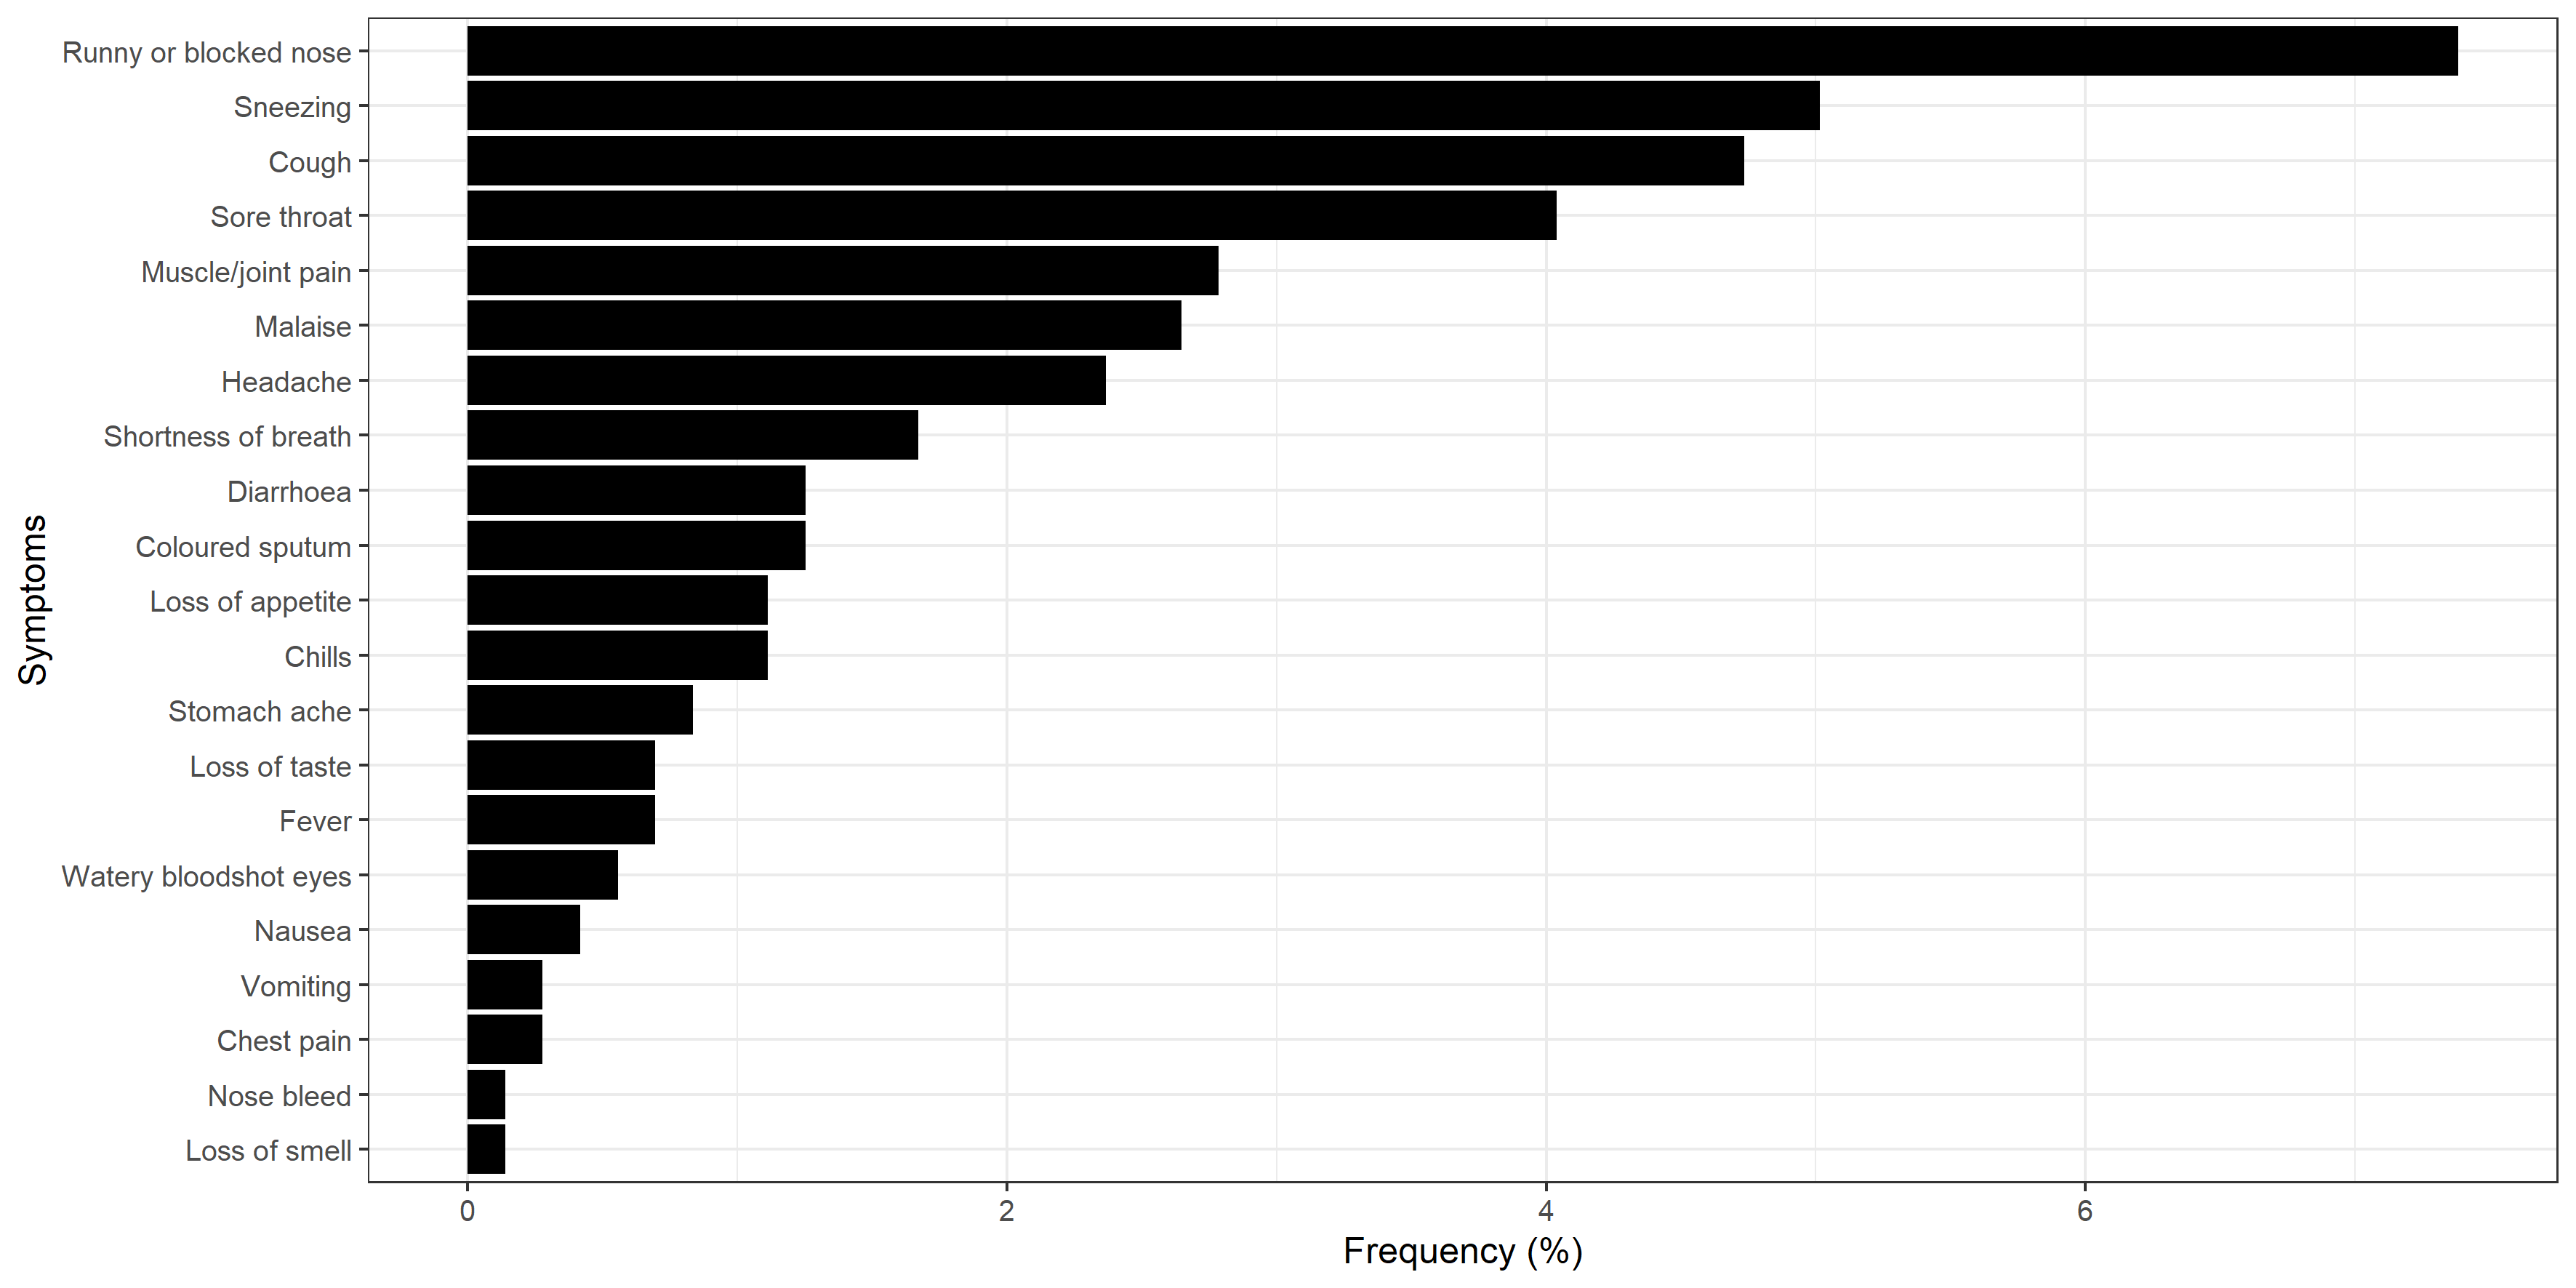 Runny or blocked nose
Sneezing
Cough
Sore throat
Muscle/joint pain
Malaise
Headache
Shortness of breath
Diarrhoea
Coloured sputum
Loss of appetite
Chills
Stomach ache
Loss of taste
Fever
Watery bloodshot eyes
Nausea
Vomiting
Chest pain
Nose bleed
Loss of smell
Symptoms
0 2 4 6
Frequency (%)